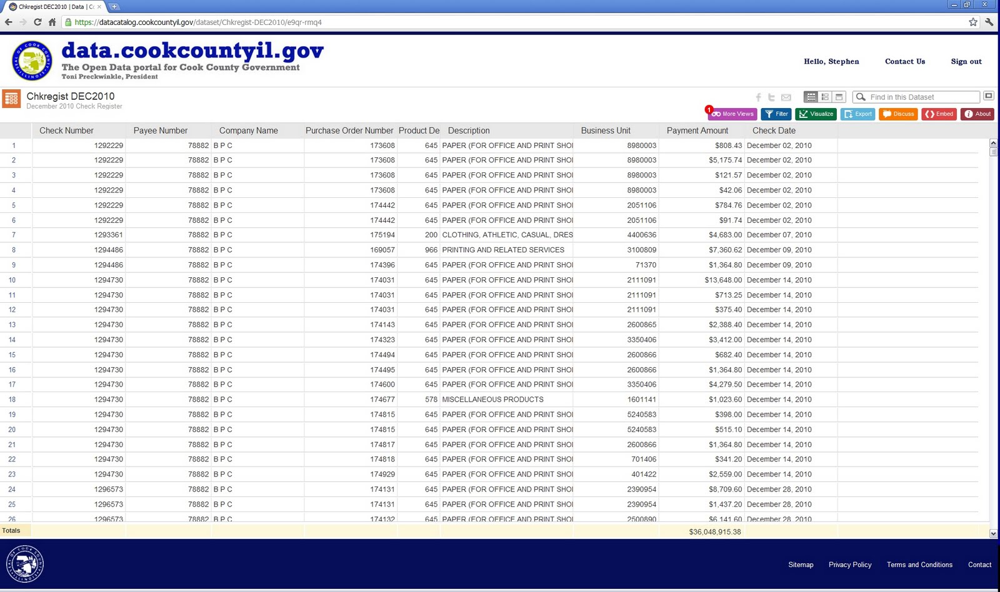 Chkregist DEC2010 | Data | Co
https://datacatalog.cookcountyil.gov/dataset/Chkregist-DEC2010/e9qr-rmq4
data.cookcountyil.gov
The Open Data portal for Cook County Government
Toni Preckwinkle, President
Hello, Stephen Contact Us Sign out
Chkregist DEC2010
December 2010 Check Register
Find in this Dataset
1 More Views Filter Visualize Export Discuss Embed About
Check Number Payee Number Company Name Purchase Order Number Product De Description Business Unit Payment Amount Check Date
1 1292229 78882 B P C 173608 645 PAPER (FOR OFFICE AND PRINT SHO 8980003 $808.43 December 02, 2010
2 1292229 78882 B P C 173608 645 PAPER (FOR OFFICE AND PRINT SHO 8980003 $5,175.74 December 02, 2010
3 1292229 78882 B P C 173608 645 PAPER (FOR OFFICE AND PRINT SHO 8980003 $121.57 December 02, 2010
4 1292229 78882 B P C 173608 645 PAPER (FOR OFFICE AND PRINT SHO 8980003 $42.06 December 02, 2010
5 1292229 78882 B P C 174442 645 PAPER (FOR OFFICE AND PRINT SHO 2051106 $784.76 December 02, 2010
6 1292229 78882 B P C 174442 645 PAPER (FOR OFFICE AND PRINT SHO 2051106 $91.74 December 02, 2010
7 1293361 78882 B P C 175194 200 CLOTHING, ATHLETIC, CASUAL, DRES 4400636 $4,683.00 December 07, 2010
8 1294486 78882 B P C 169057 966 PRINTING AND RELATED SERVICES 3100809 $7,360.62 December 09, 2010
9 1294486 78882 B P C 174396 645 PAPER (FOR OFFICE AND PRINT SHO 71370 $1,364.80 December 09, 2010
10 1294730 78882 B P C 174031 645 PAPER (FOR OFFICE AND PRINT SHO 2111091 $13,648.00 December 14, 2010
11 1294730 78882 B P C 174031 645 PAPER (FOR OFFICE AND PRINT SHO 2111091 $713.25 December 14, 2010
12 1294730 78882 B P C 174031 645 PAPER (FOR OFFICE AND PRINT SHO 2111091 $375.40 December 14, 2010
13 1294730 78882 B P C 174143 645 PAPER (FOR OFFICE AND PRINT SHO 2600865 $2,388.40 December 14, 2010
14 1294730 78882 B P C 174323 645 PAPER (FOR OFFICE AND PRINT SHO 3350406 $3,412.00 December 14, 2010
15 1294730 78882 B P C 174494 645 PAPER (FOR OFFICE AND PRINT SHO 2600866 $682.40 December 14, 2010
16 1294730 78882 B P C 174495 645 PAPER (FOR OFFICE AND PRINT SHO 2600866 $1,364.80 December 14, 2010
17 1294730 78882 B P C 174600 645 PAPER (FOR OFFICE AND PRINT SHO 3350406 $4,279.50 December 14, 2010
18 1294730 78882 B P C 174677 578 MISCELLANEOUS PRODUCTS 1601141 $1,023.60 December 14, 2010
19 1294730 78882 B P C 174815 645 PAPER (FOR OFFICE AND PRINT SHO 5240583 $398.00 December 14, 2010
20 1294730 78882 B P C 174815 645 PAPER (FOR OFFICE AND PRINT SHO 5240583 $515.10 December 14, 2010
21 1294730 78882 B P C 174817 645 PAPER (FOR OFFICE AND PRINT SHO 2600866 $1,364.80 December 14, 2010
22 1294730 78882 B P C 174818 645 PAPER (FOR OFFICE AND PRINT SHO 701406 $341.20 December 14, 2010
23 1294730 78882 B P C 174929 645 PAPER (FOR OFFICE AND PRINT SHO 401422 $2,559.00 December 14, 2010
24 1296573 78882 B P C 174131 645 PAPER (FOR OFFICE AND PRINT SHO 2390954 $8,709.60 December 28, 2010
25 1296573 78882 B P C 174131 645 PAPER (FOR OFFICE AND PRINT SHO 2390954 $1,437.20 December 28, 2010
26 1296573 78882 B P C 174132 645 PAPER (FOR OFFICE AND PRINT SHO 2500890 $6,141.60 December 28, 2010
Totals $36,048,915.38
Sitemap Privacy Policy Terms and Conditions Contact